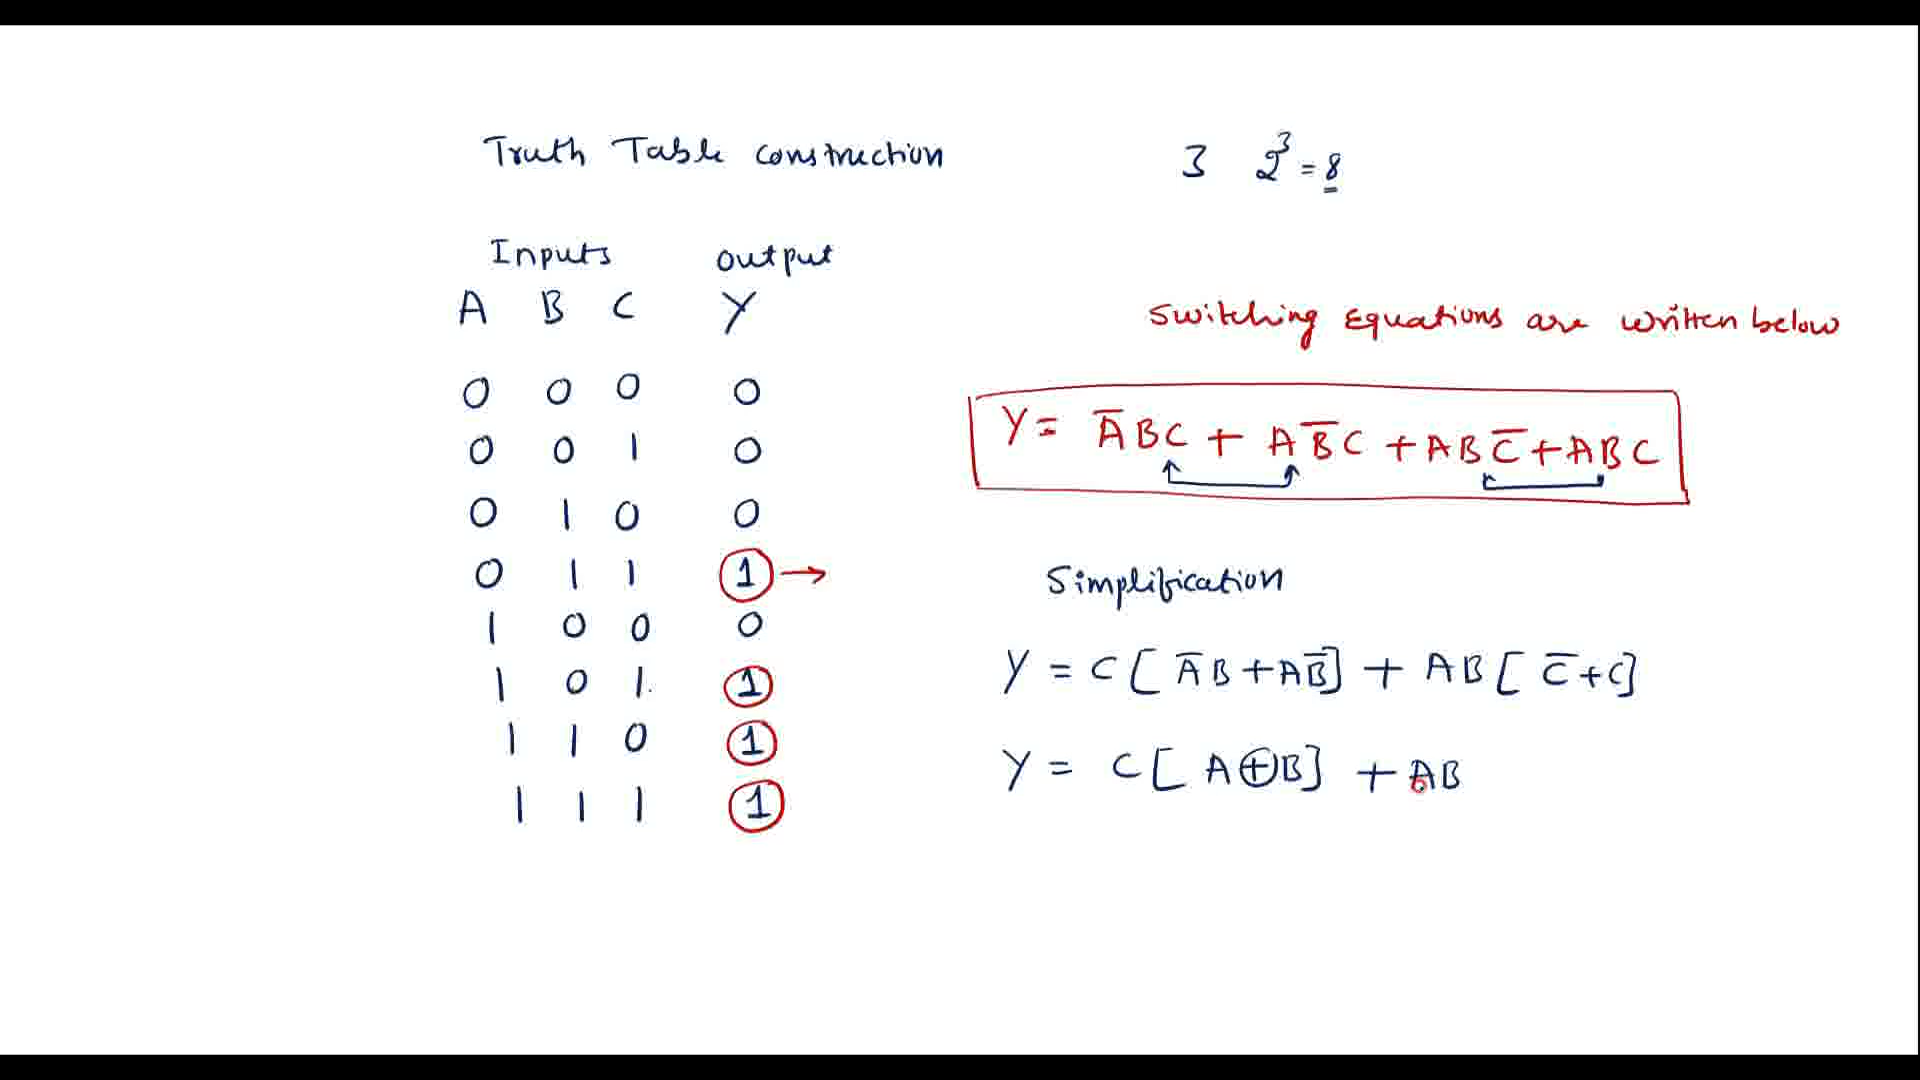 Truth Table construction
3 2³ = 8
Inputs output
A B C Y
0 0 0 0
0 0 1 0
0 1 0 0
0 1 1 1 →
1 0 0 0
1 0 1 1
1 1 0 1
1 1 1 1
Switching Equations are written below
Y = A̅BC + AB̅C + ABC̅ + ABC
Simplification
Y = C[A̅B + AB̅] + AB[C̅ + C]
Y = C[A⊕B] + AB